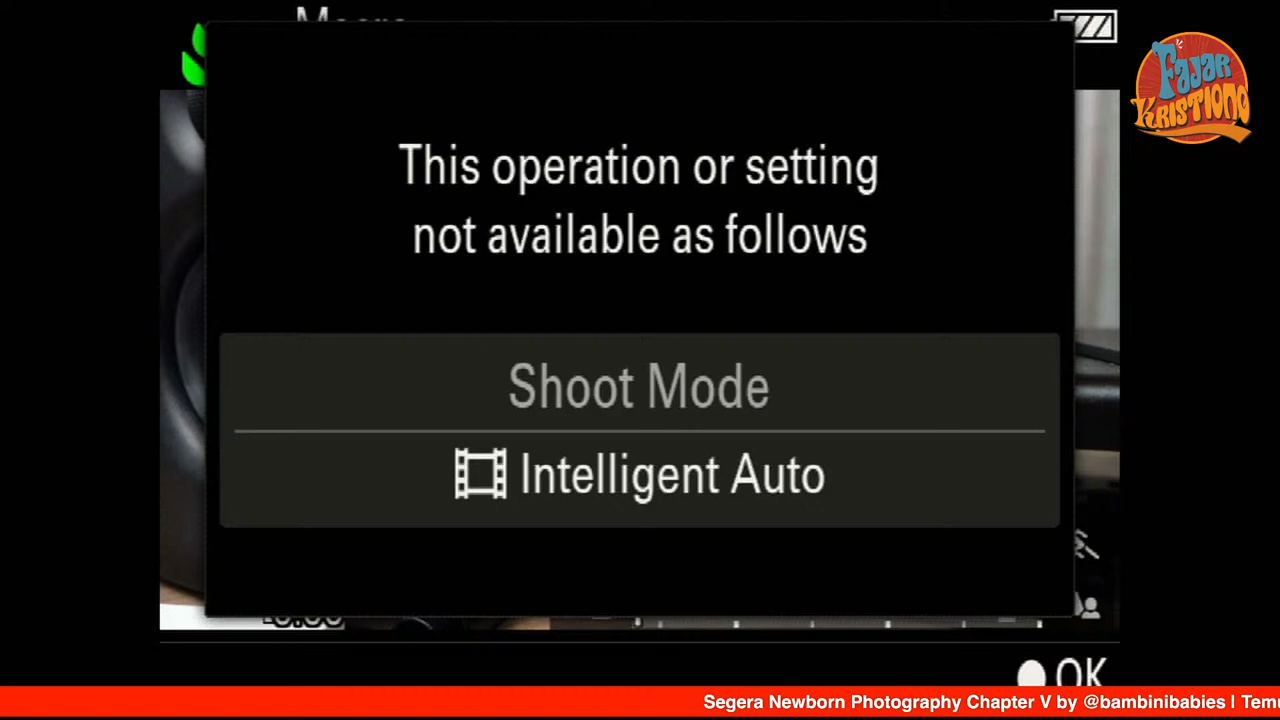 Fajar
Kristiono
This operation or setting
not available as follows
Shoot Mode
Intelligent Auto
OK
Segera Newborn Photography Chapter V by @bambinibabies |